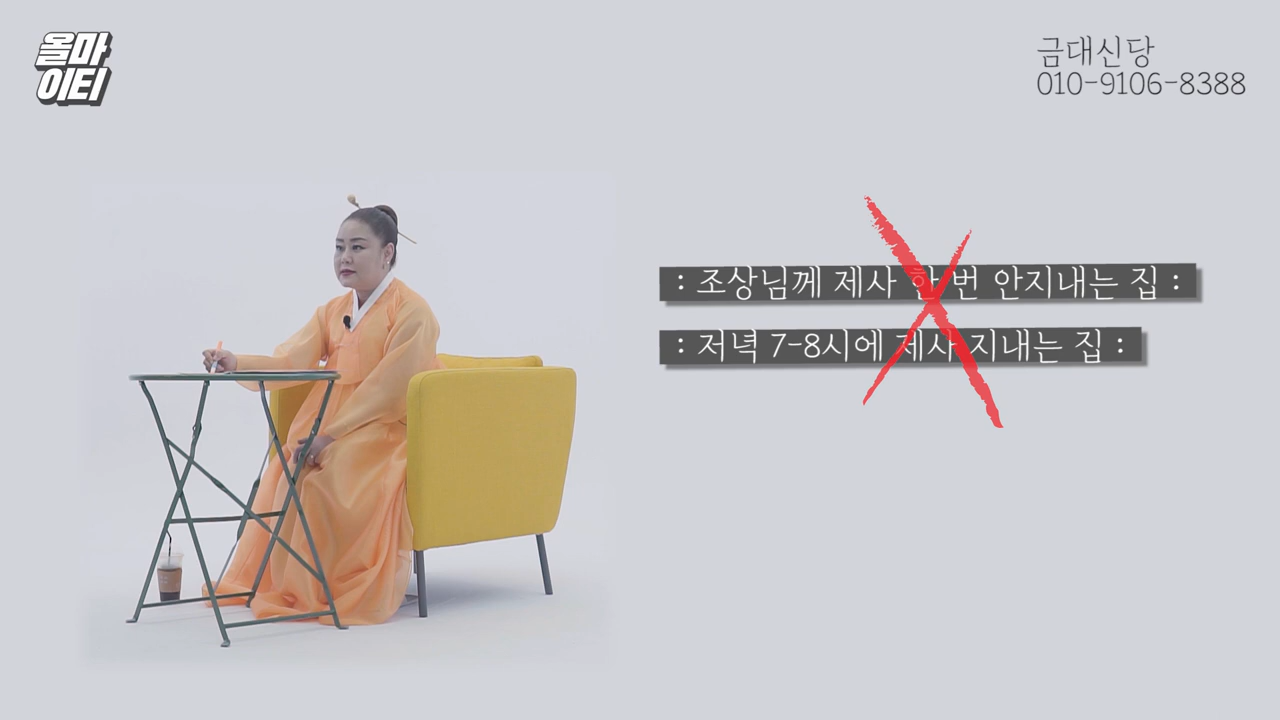 올마
이티
금대신당
010-9106-8388
: 조상님께 제사 한 번 안지내는 집 :
: 저녁 7-8시에 제사 지내는 집 :